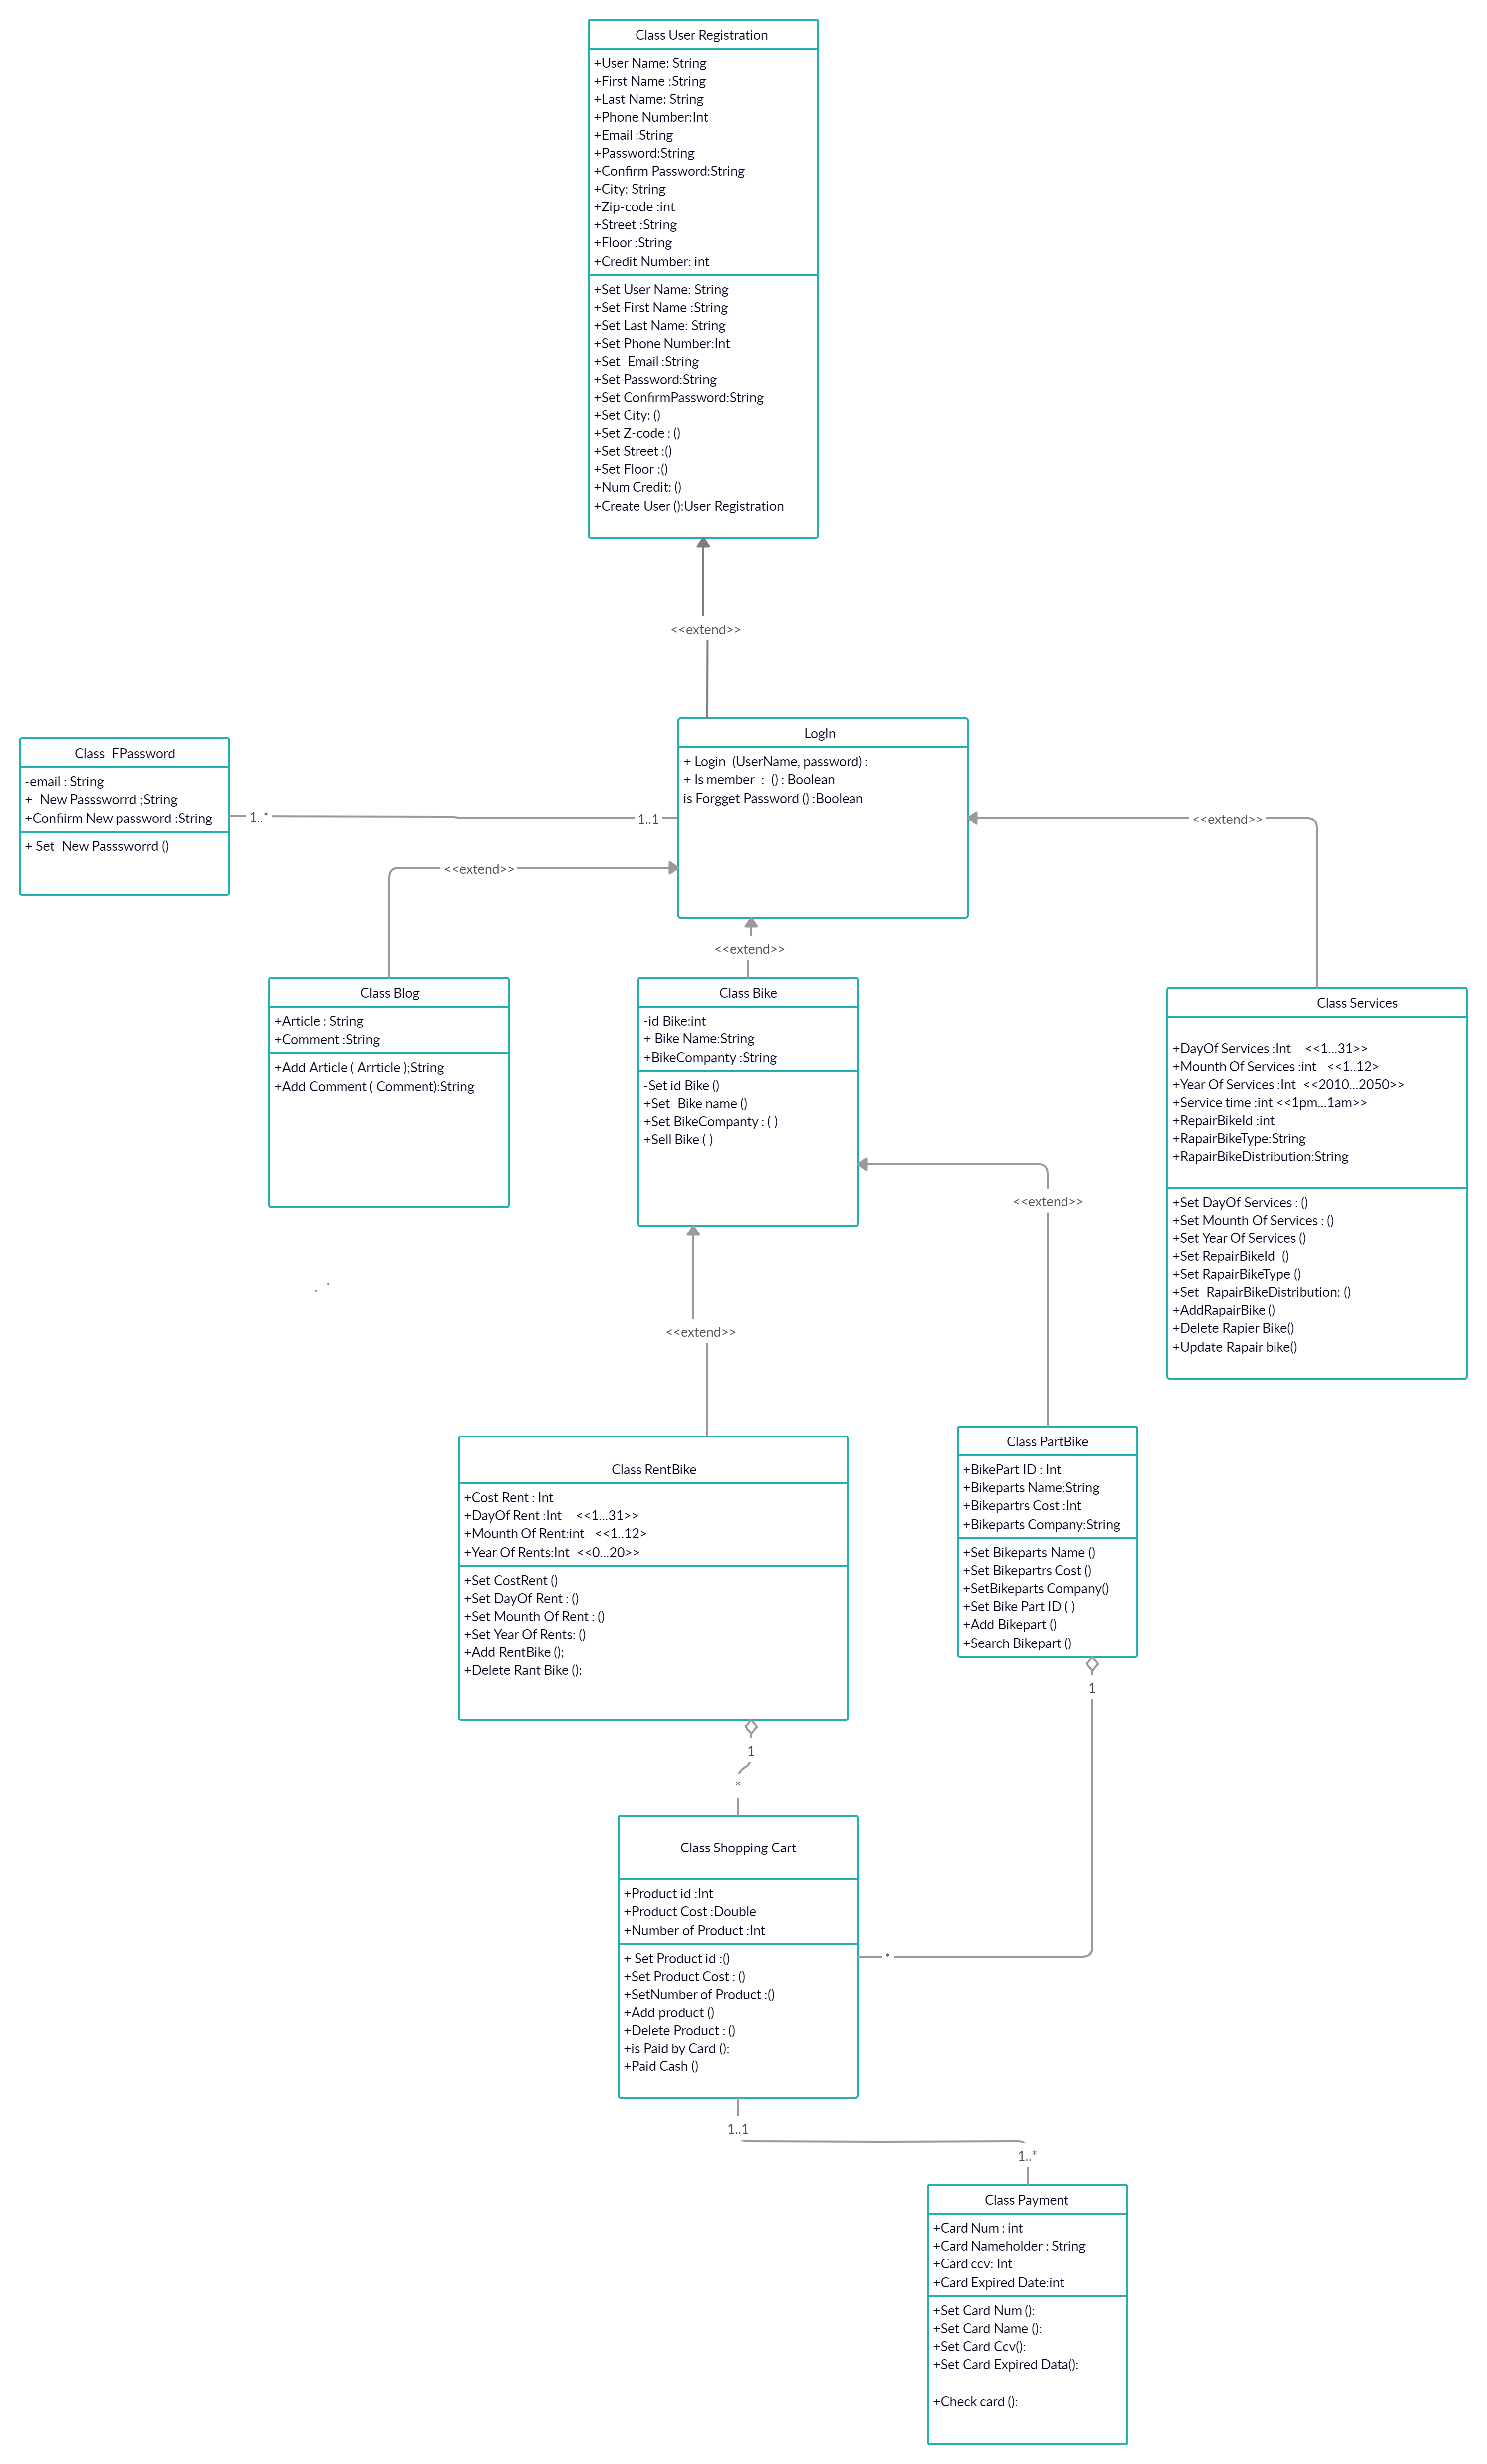 Class User Registration
+User Name: String
+First Name :String
+Last Name: String
+Phone Number:Int
+Email :String
+Password:String
+Confirm Password:String
+City: String
+Zip-code :int
+Street :String
+Floor :String
+Credit Number: int
+Set User Name: String
+Set First Name :String
+Set Last Name: String
+Set Phone Number:Int
+Set  Email :String
+Set Password:String
+Set ConfirmPassword:String
+Set City: ()
+Set Z-code : ()
+Set Street :()
+Set Floor :()
+Num Credit: ()
+Create User ():User Registration
<<extend>>
LogIn
+ Login  (UserName, password) :
+ Is member  :  () : Boolean
is Forgget Password () :Boolean
Class  FPassword
-email : String
+  New Passsworrd ;String
+Confiirm New password :String
+ Set  New Passsworrd ()
1..*
1..1
<<extend>>
<<extend>>
<<extend>>
Class Blog
+Article : String
+Comment :String
+Add Article ( Arrticle );String
+Add Comment ( Comment):String
Class Bike
-id Bike:int
+ Bike Name:String
+BikeCompanty :String
-Set id Bike ()
+Set  Bike name ()
+Set BikeCompanty : ( )
+Sell Bike ( )
Class Services
+DayOf Services :Int    <<1...31>>
+Mounth Of Services :int   <<1..12>
+Year Of Services :Int  <<2010...2050>>
+Service time :int <<1pm...1am>>
+RepairBikeId :int
+RapairBikeType:String
+RapairBikeDistribution:String
+Set DayOf Services : ()
+Set Mounth Of Services : ()
+Set Year Of Services ()
+Set RepairBikeId  ()
+Set RapairBikeType ()
+Set  RapairBikeDistribution: ()
+AddRapairBike ()
+Delete Rapier Bike()
+Update Rapair bike()
<<extend>>
<<extend>>
Class RentBike
+Cost Rent : Int
+DayOf Rent :Int    <<1...31>>
+Mounth Of Rent:int   <<1..12>
+Year Of Rents:Int  <<0...20>>
+Set CostRent ()
+Set DayOf Rent : ()
+Set Mounth Of Rent : ()
+Set Year Of Rents: ()
+Add RentBike ();
+Delete Rant Bike ():
Class PartBike
+BikePart ID : Int
+Bikeparts Name:String
+Bikepartrs Cost :Int
+Bikeparts Company:String
+Set Bikeparts Name ()
+Set Bikepartrs Cost ()
+SetBikeparts Company()
+Set Bike Part ID ( )
+Add Bikepart ()
+Search Bikepart ()
1
1
*
Class Shopping Cart
+Product id :Int
+Product Cost :Double
+Number of Product :Int
+ Set Product id :()
+Set Product Cost : ()
+SetNumber of Product :()
+Add product ()
+Delete Product : ()
+is Paid by Card ():
+Paid Cash ()
*
1..1
1..*
Class Payment
+Card Num : int
+Card Nameholder : String
+Card ccv: Int
+Card Expired Date:int
+Set Card Num ():
+Set Card Name ():
+Set Card Ccv():
+Set Card Expired Data():
+Check card ():